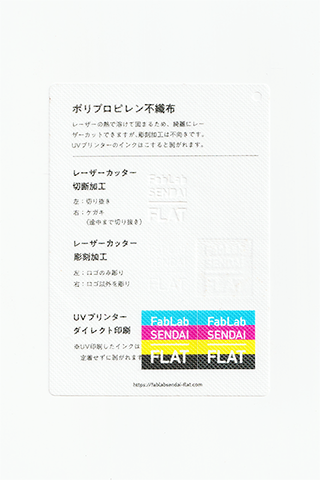 ポリプロピレン不織布
レーザーの熱で溶けて固まるため、綺麗にレー
ザーカットできますが、彫刻加工は不向きです。
UVプリンターのインクはこすると剥がれます。
レーザーカッター
切断加工
左：切り抜き
右：ケガキ
（途中まで切り抜き）
FabLab
SENDAI
FLAT
レーザーカッター
彫刻加工
左：ロゴのみ彫り
右：ロゴ以外を彫り
FabLab
SENDAI
FLAT
UVプリンター
ダイレクト印刷
※UV印刷したインクは
定着せずに剥がれます
FabLab
SENDAI
FLAT
FabLab
SENDAI
FLAT
https://fablabsendai-flat.com